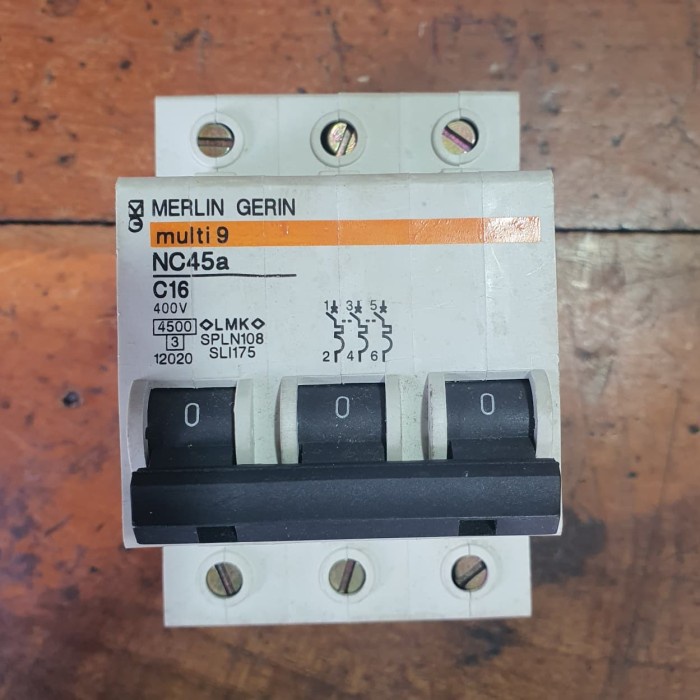 MERLIN GERIN
multi 9
NC45a
C16
400V
4500 LMK
3 SPLN108
12020 SLI175
1 3 5
2 4 6
0 0 0